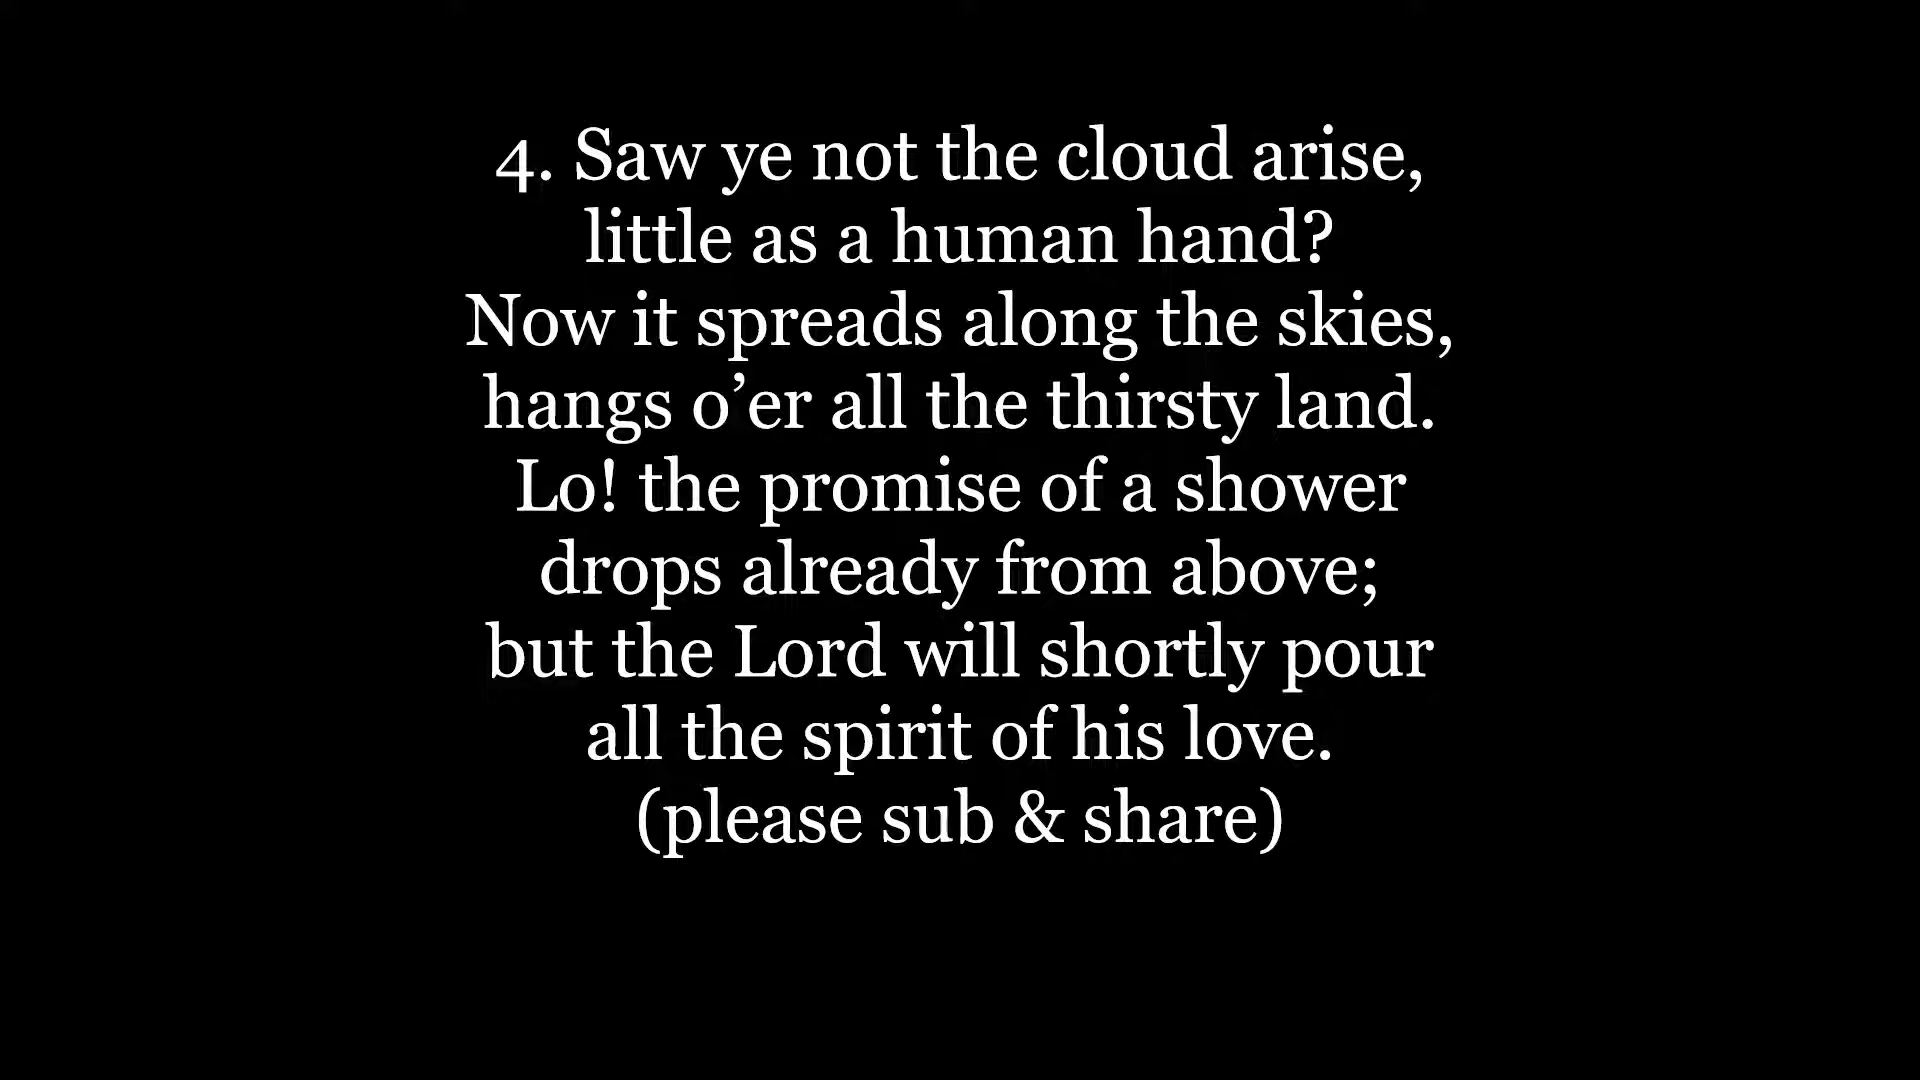 4. Saw ye not the cloud arise,
little as a human hand?
Now it spreads along the skies,
hangs o’er all the thirsty land.
Lo! the promise of a shower
drops already from above;
but the Lord will shortly pour
all the spirit of his love.
(please sub & share)